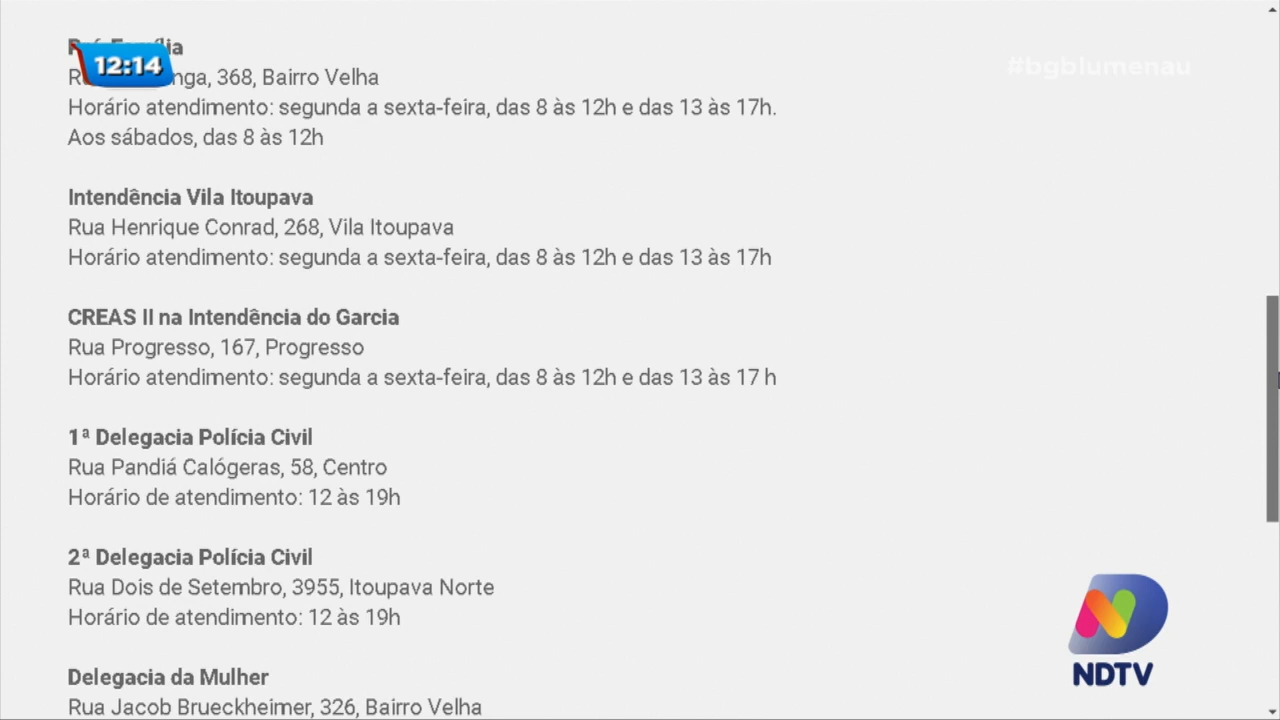 12:14
#bgblumenau
368, Bairro Velha
Horário atendimento: segunda a sexta-feira, das 8 às 12h e das 13 às 17h.
Aos sábados, das 8 às 12h
Intendência Vila Itoupava
Rua Henrique Conrad, 268, Vila Itoupava
Horário atendimento: segunda a sexta-feira, das 8 às 12h e das 13 às 17h
CREAS II na Intendência do Garcia
Rua Progresso, 167, Progresso
Horário atendimento: segunda a sexta-feira, das 8 às 12h e das 13 às 17 h
1ª Delegacia Polícia Civil
Rua Pandiá Calógeras, 58, Centro
Horário de atendimento: 12 às 19h
2ª Delegacia Polícia Civil
Rua Dois de Setembro, 3955, Itoupava Norte
Horário de atendimento: 12 às 19h
Delegacia da Mulher
Rua Jacob Brueckheimer, 326, Bairro Velha
NDTV